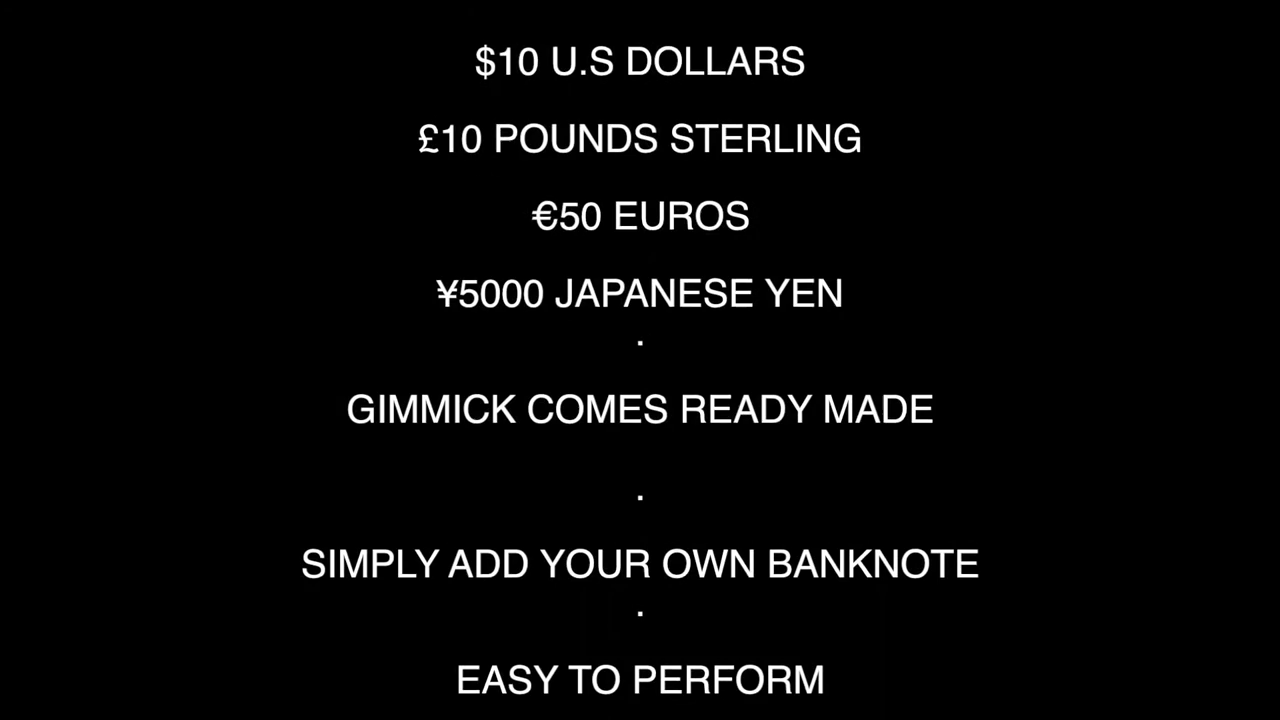 $10 U.S DOLLARS
£10 POUNDS STERLING
€50 EUROS
¥5000 JAPANESE YEN
.
GIMMICK COMES READY MADE
.
SIMPLY ADD YOUR OWN BANKNOTE
.
EASY TO PERFORM